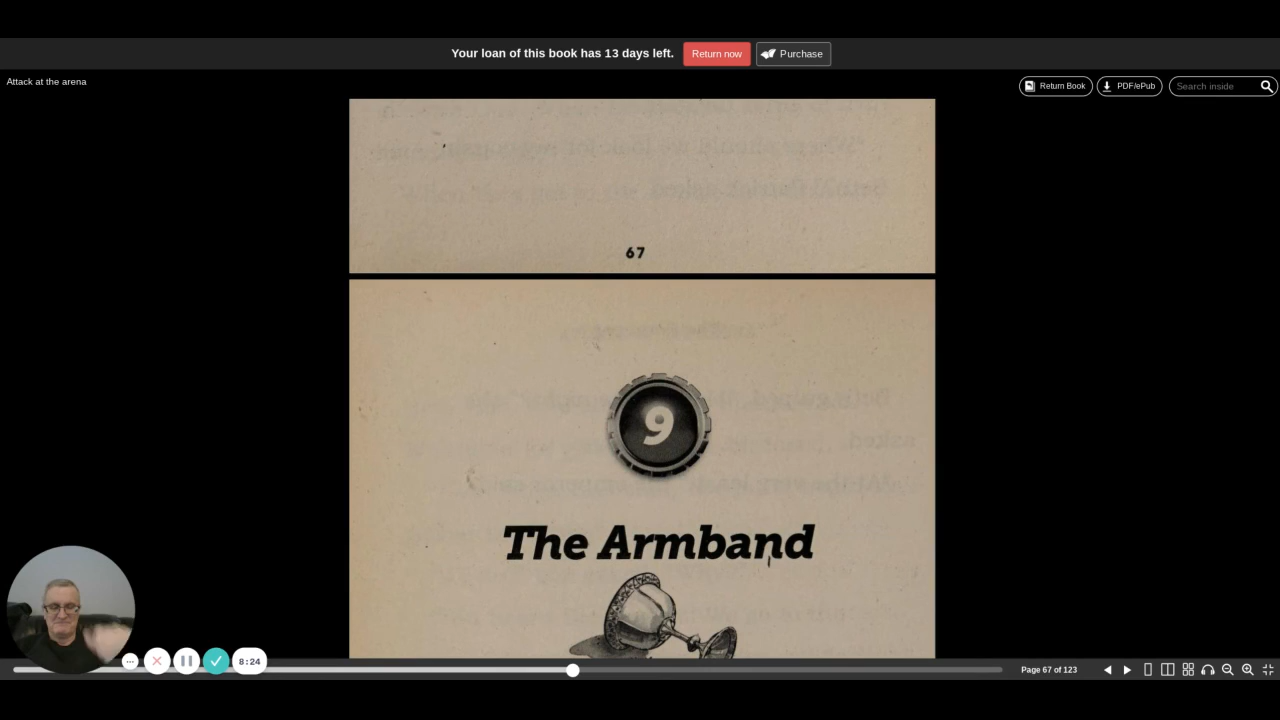 Your loan of this book has 13 days left. Return now Purchase
Attack at the arena
Return Book PDF/ePub Search inside
67
9
The Armband
8:24
Page 67 of 123